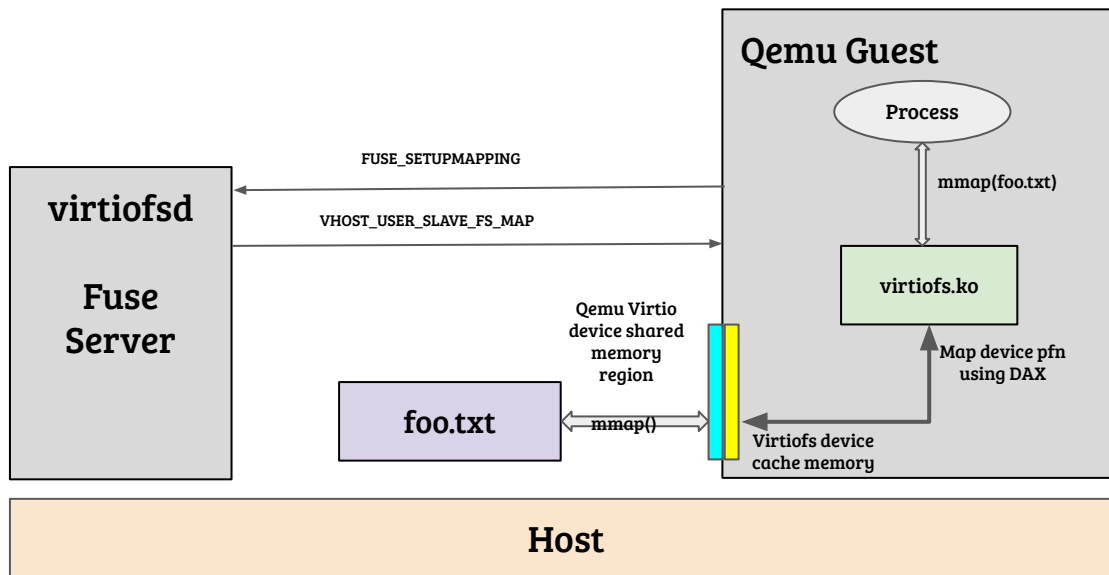 Qemu Guest
Process
FUSE_SETUPMAPPING
mmap(foo.txt)
virtiofsd
VHOST_USER_SLAVE_FS_MAP
Fuse
Server
virtiofs.ko
Qemu Virtio
device shared
memory
region
Map device pfn
using DAX
foo.txt
mmap()
Virtiofs device
cache memory
Host